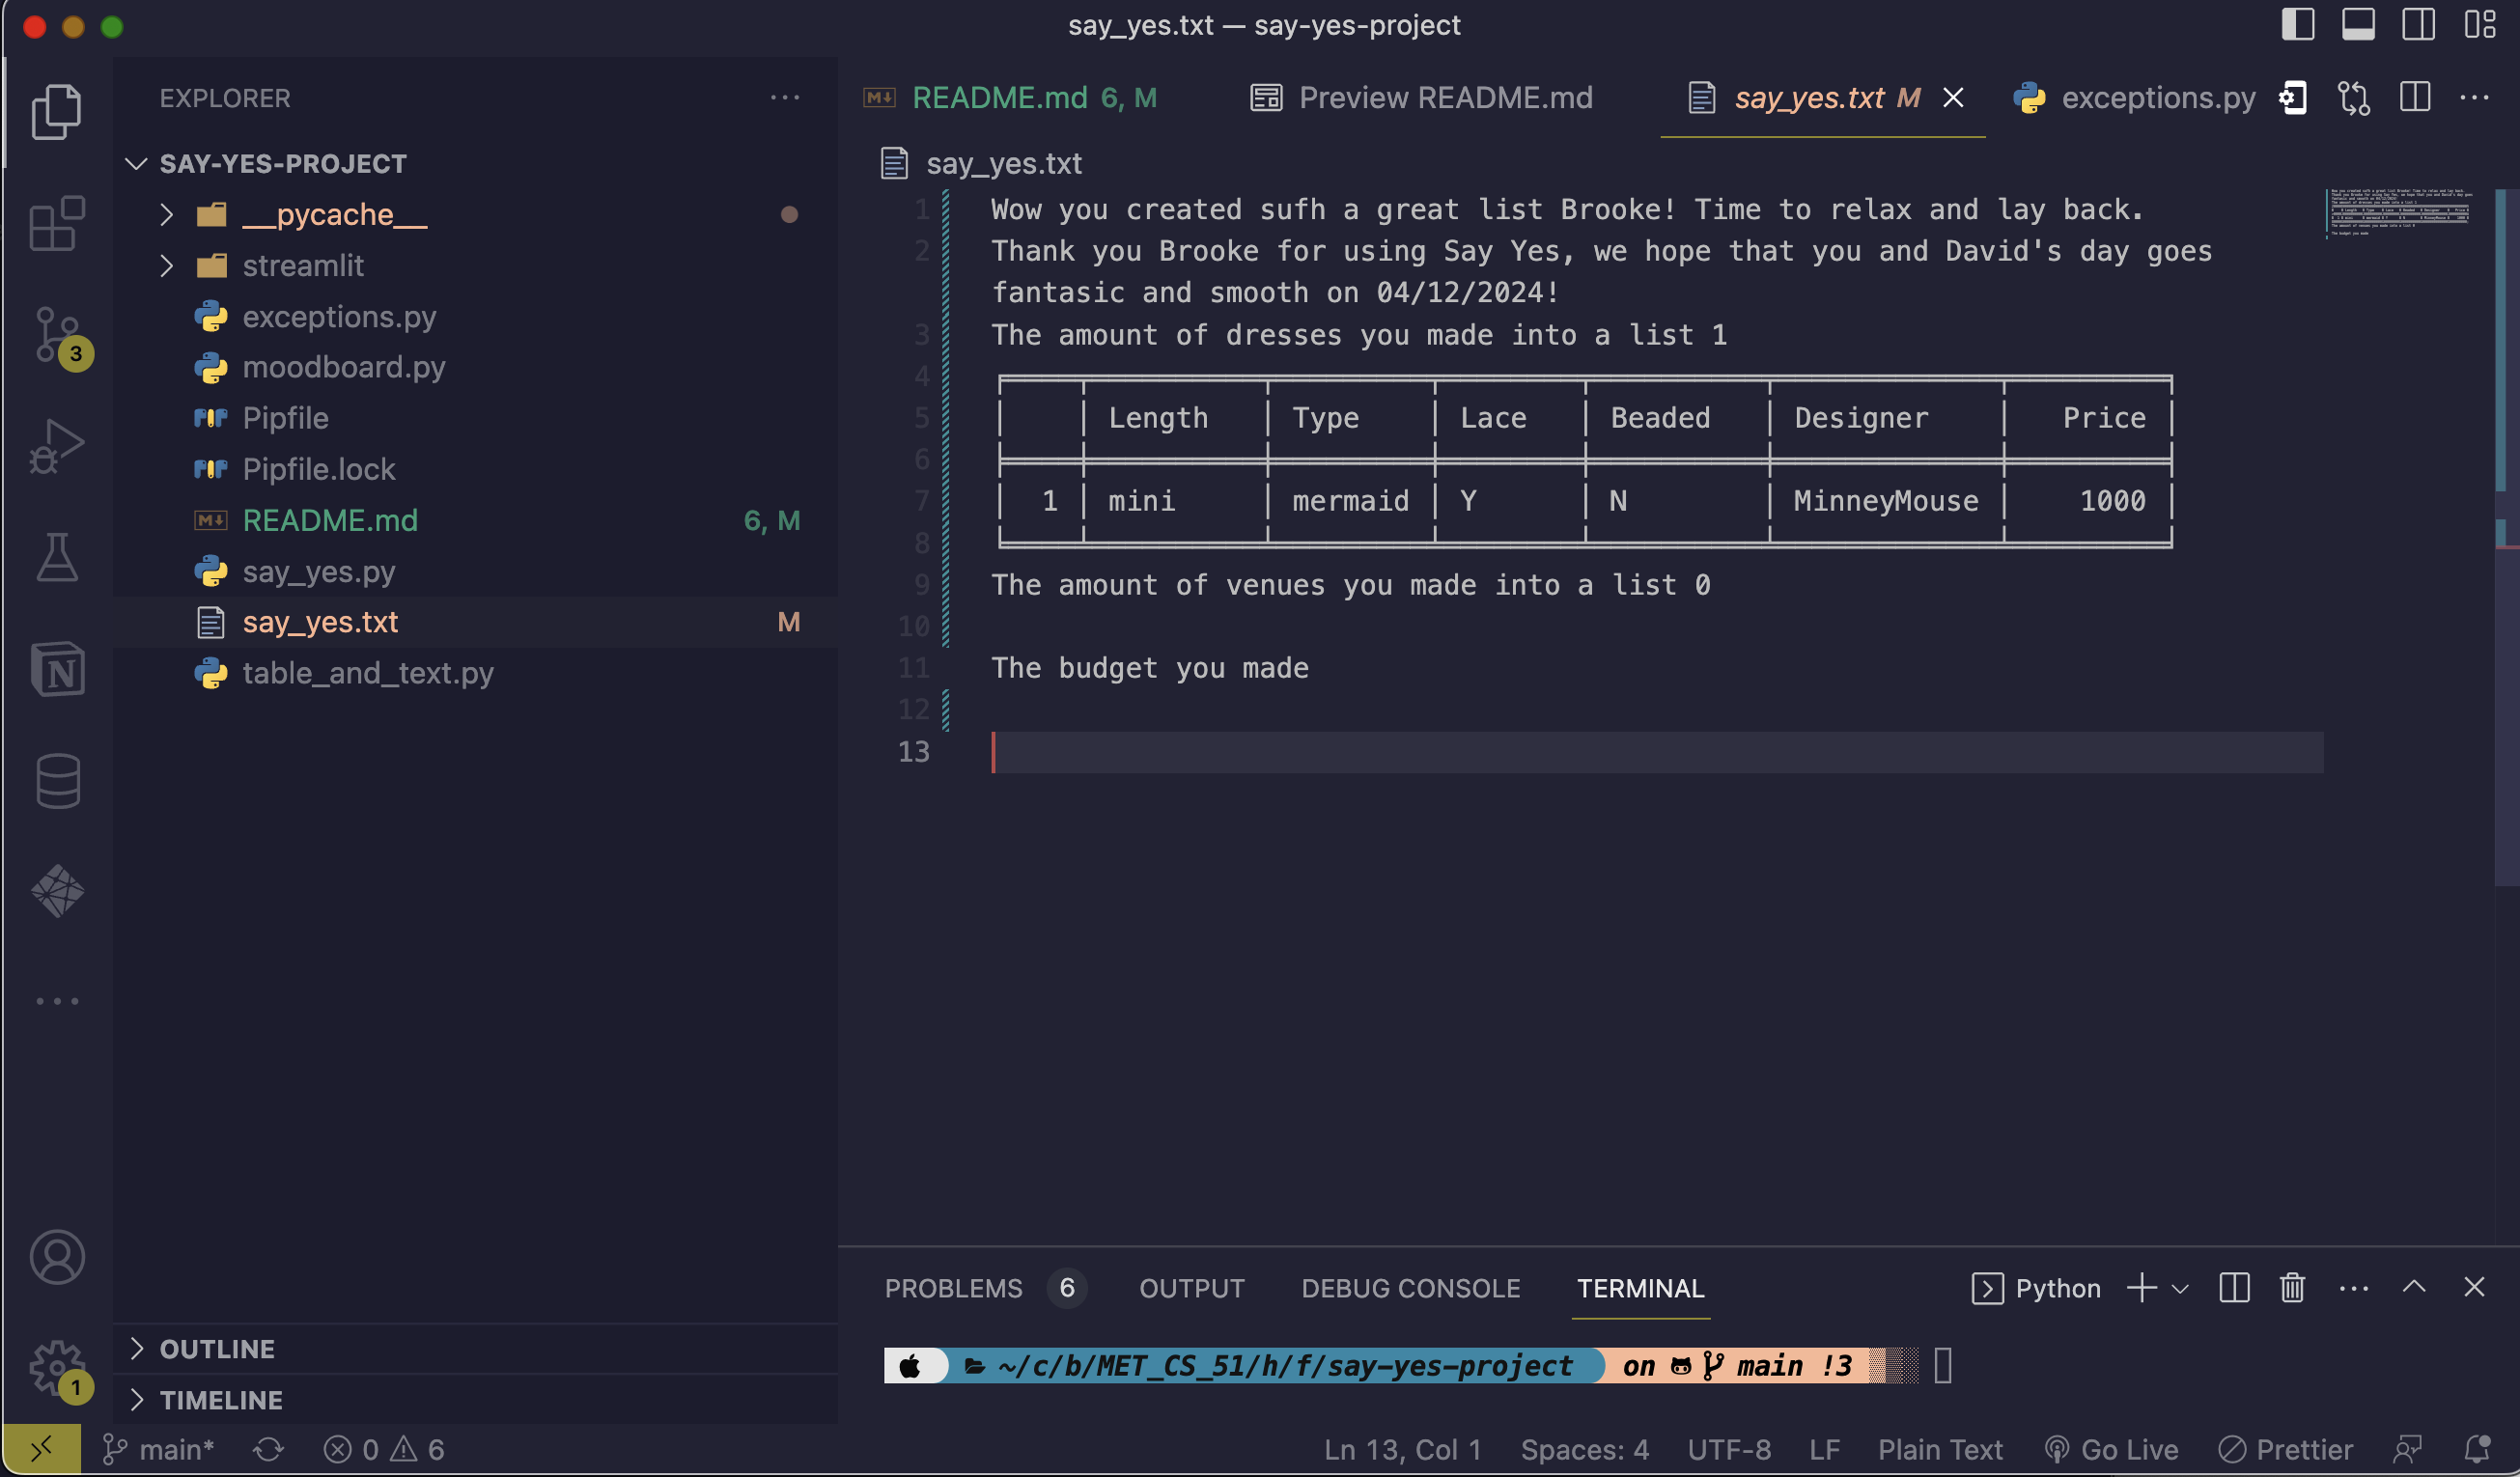 say_yes.txt — say-yes-project
EXPLORER
README.md 6, M
Preview README.md
say_yes.txt M
exceptions.py
SAY-YES-PROJECT
__pycache__
streamlit
exceptions.py
moodboard.py
Pipfile
Pipfile.lock
README.md 6, M
say_yes.py
say_yes.txt M
table_and_text.py
3
say_yes.txt
1 Wow you created sufh a great list Brooke! Time to relax and lay back.
2 Thank you Brooke for using Say Yes, we hope that you and David's day goes
fantasic and smooth on 04/12/2024!
3 The amount of dresses you made into a list 1
4
5 Length Type Lace Beaded Designer Price
6
7 1 mini mermaid Y N MinneyMouse 1000
8
9 The amount of venues you made into a list 0
10
11 The budget you made
12
13
PROBLEMS 6 OUTPUT DEBUG CONSOLE TERMINAL Python
~/c/b/MET_CS_51/h/f/say-yes-project on main !3
OUTLINE
TIMELINE
1
main* 0 6 Ln 13, Col 1 Spaces: 4 UTF-8 LF Plain Text Go Live Prettier